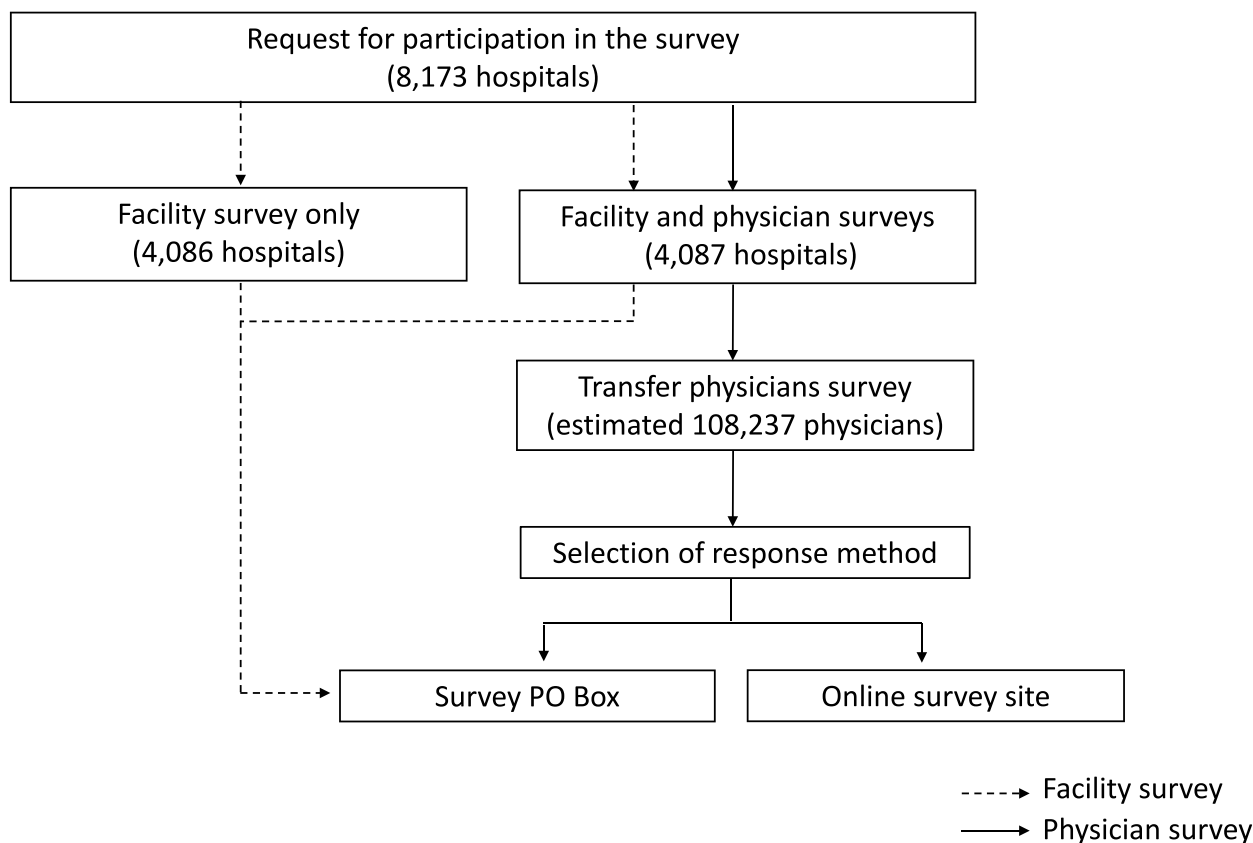 Request for participation in the survey
(8,173 hospitals)
Facility survey only
(4,086 hospitals)
Facility and physician surveys
(4,087 hospitals)
Transfer physicians survey
(estimated 108,237 physicians)
Selection of response method
Survey PO Box
Online survey site
Facility survey
Physician survey